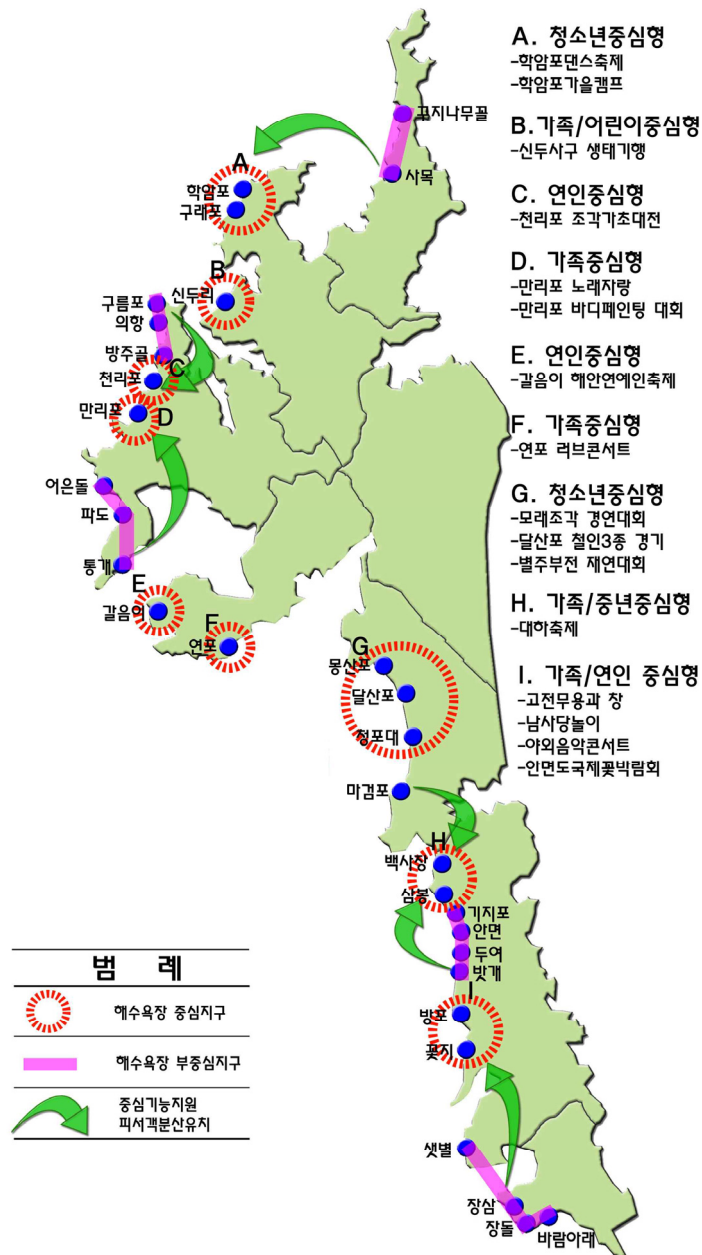 A. 청소년중심형
-학암포댄스축제
-학암포가을캠프
B.가족/어린이중심형
-신두사구 생태기행
C. 연인중심형
-천리포 조각가초대전
D. 가족중심형
-만리포 노래자랑
-만리포 바디페인팅 대회
E. 연인중심형
-갈음이 해안연예인축제
F. 가족중심형
-연포 러브콘서트
G. 청소년중심형
-모래조각 경연대회
-달산포 철인3종 경기
-별주부전 재연대회
H. 가족/중년중심형
-대하축제
I. 가족/연인 중심형
-고전무용과 창
-남사당놀이
-야외음악콘서트
-안면도국제꽃박람회
꾸지나무골
사목
A
학암포
구래포
B
신두리
구름포
의항
방주골
천리포
C
만리포
D
어은돌
파도
통개
E
갈음이
F
연포
G
몽산포
달산포
청포대
마검포
H
백사장
삼봉
기지포
안면
두여
밧개
I
방포
꽃지
샛별
장삼
장돌
바람아래
범 례
해수욕장 중심지구
해수욕장 부중심지구
중심기능지원
피서객분산유치